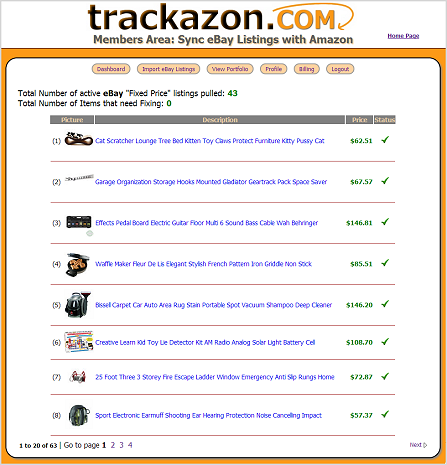 trackazon.COM
Members Area: Sync eBay Listings with Amazon
Home Page
Dashboard Import eBay Listings View Portfolio Profile Billing Logout
Total Number of active eBay "Fixed Price" listings pulled: 43
Total Number of Items that need Fixing: 0
Picture Description Price Status
(1) Cat Scratcher Lounge Tree Bed Kitten Toy Claws Protect Furniture Kitty Pussy Cat $62.51
(2) Garage Organization Storage Hooks Mounted Gladiator Geartrack Pack Space Saver $67.57
(3) Effects Pedal Board Electric Guitar Floor Multi 6 Sound Bass Cable Wah Behringer $146.81
(4) Waffle Maker Fleur De Lis Elegant Stylish French Pattern Iron Griddle Non Stick $85.51
(5) Bissell Carpet Car Auto Area Rug Stain Portable Spot Vacuum Shampoo Deep Cleaner $146.20
(6) Creative Learn Kid Toy Lie Detector Kit AM Radio Analog Solar Light Battery Cell $108.70
(7) 25 Foot Three 3 Storey Fire Escape Ladder Window Emergency Anti Slip Rungs Home $72.87
(8) Sport Electronic Earmuff Shooting Ear Hearing Protection Noise Canceling Impact $57.37
1 to 20 of 63 | Go to page 1 2 3 4 Next